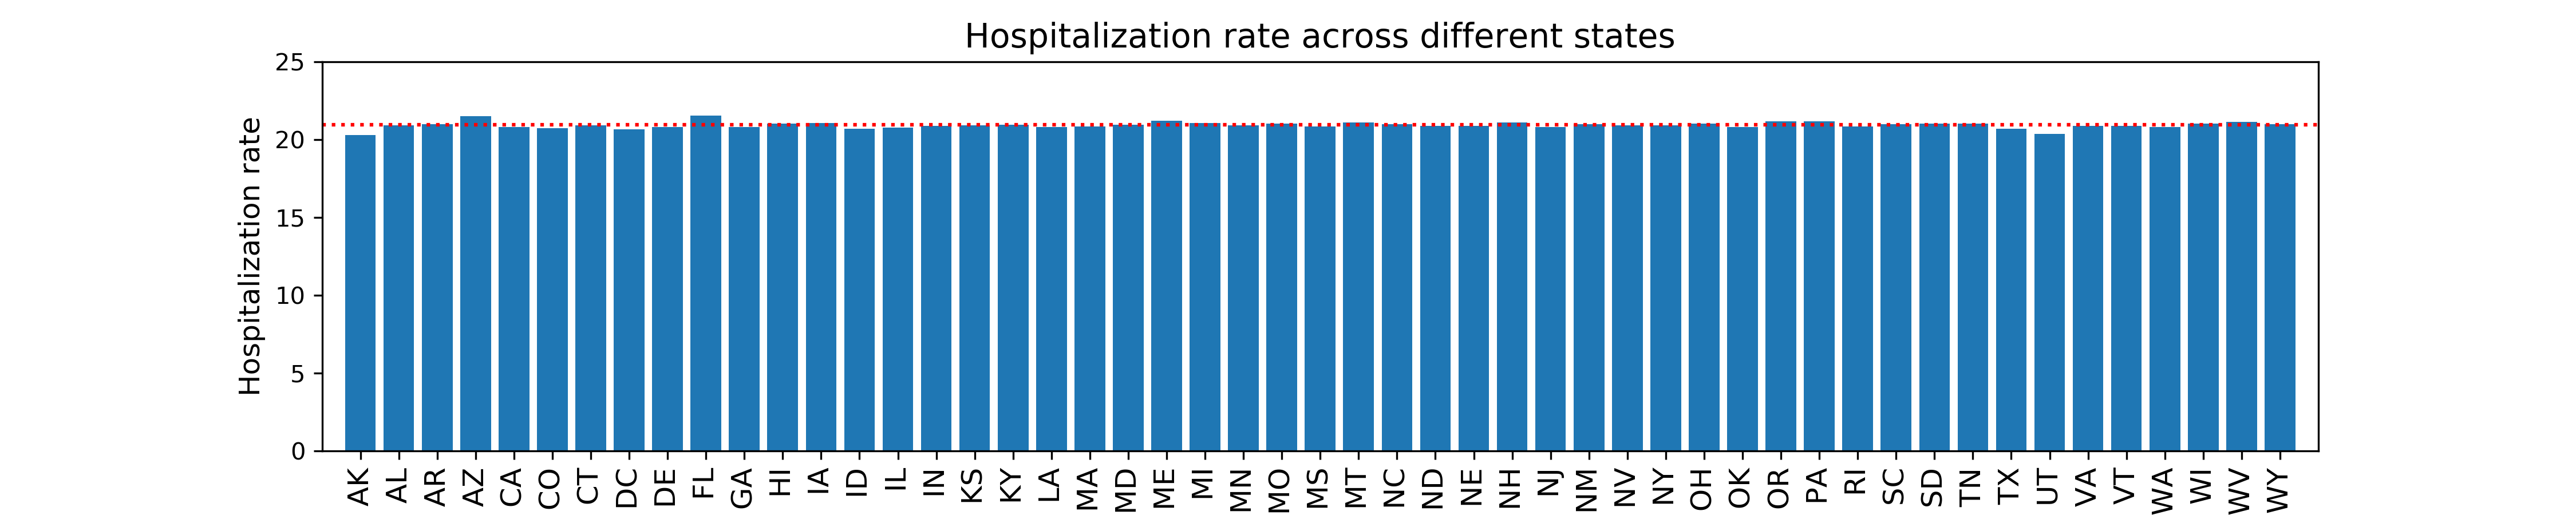 Hospitalization rate across different states
Hospitalization rate
25
20
15
10
5
0
AK AL AR AZ CA CO CT DC DE FL GA HI IA ID IL IN KS KY LA MA MD ME MI MN MO MS MT NC ND NE NH NJ NM NV NY OH OK OR PA RI SC SD TN TX UT VA VT WA WI WV WY